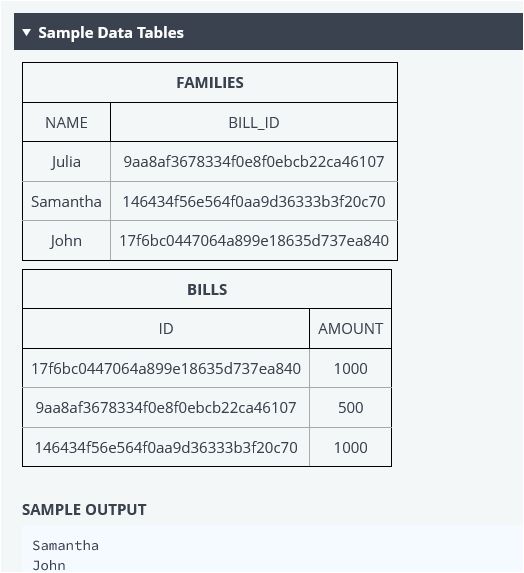 ▼ Sample Data Tables
FAMILIES
NAME BILL_ID
Julia 9aa8af3678334f0e8f0ebcb22ca46107
Samantha 146434f56e564f0aa9d36333b3f20c70
John 17f6bc0447064a899e18635d737ea840
BILLS
ID AMOUNT
17f6bc0447064a899e18635d737ea840 1000
9aa8af3678334f0e8f0ebcb22ca46107 500
146434f56e564f0aa9d36333b3f20c70 1000
SAMPLE OUTPUT
Samantha
John